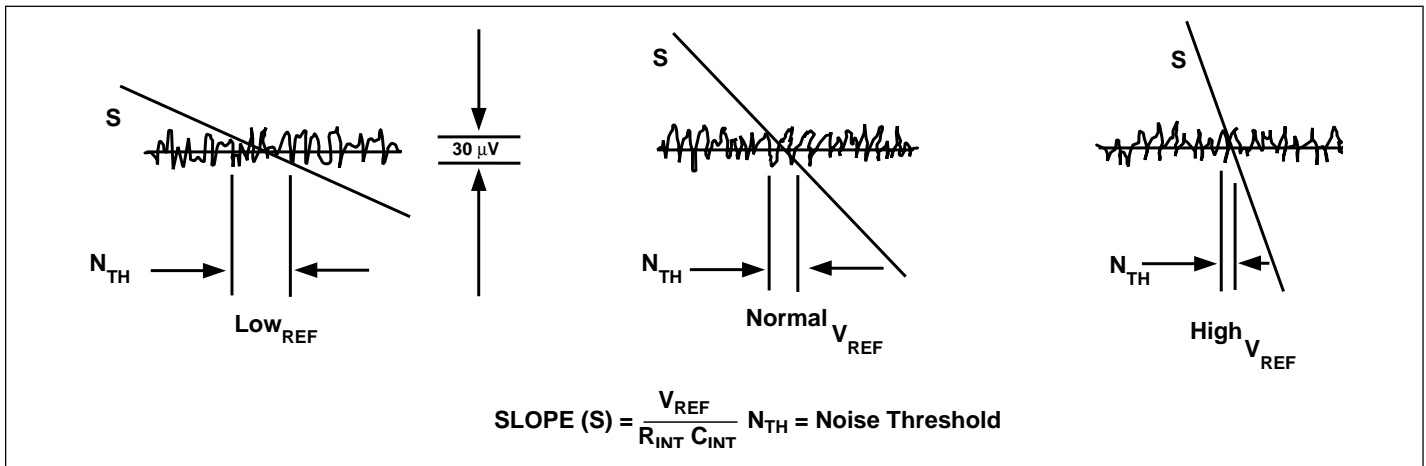 S
30 μV
N_TH
Low_REF
S
N_TH
Normal V_REF
S
N_TH
High V_REF
SLOPE (S) = V_REF / R_INT C_INT N_TH = Noise Threshold